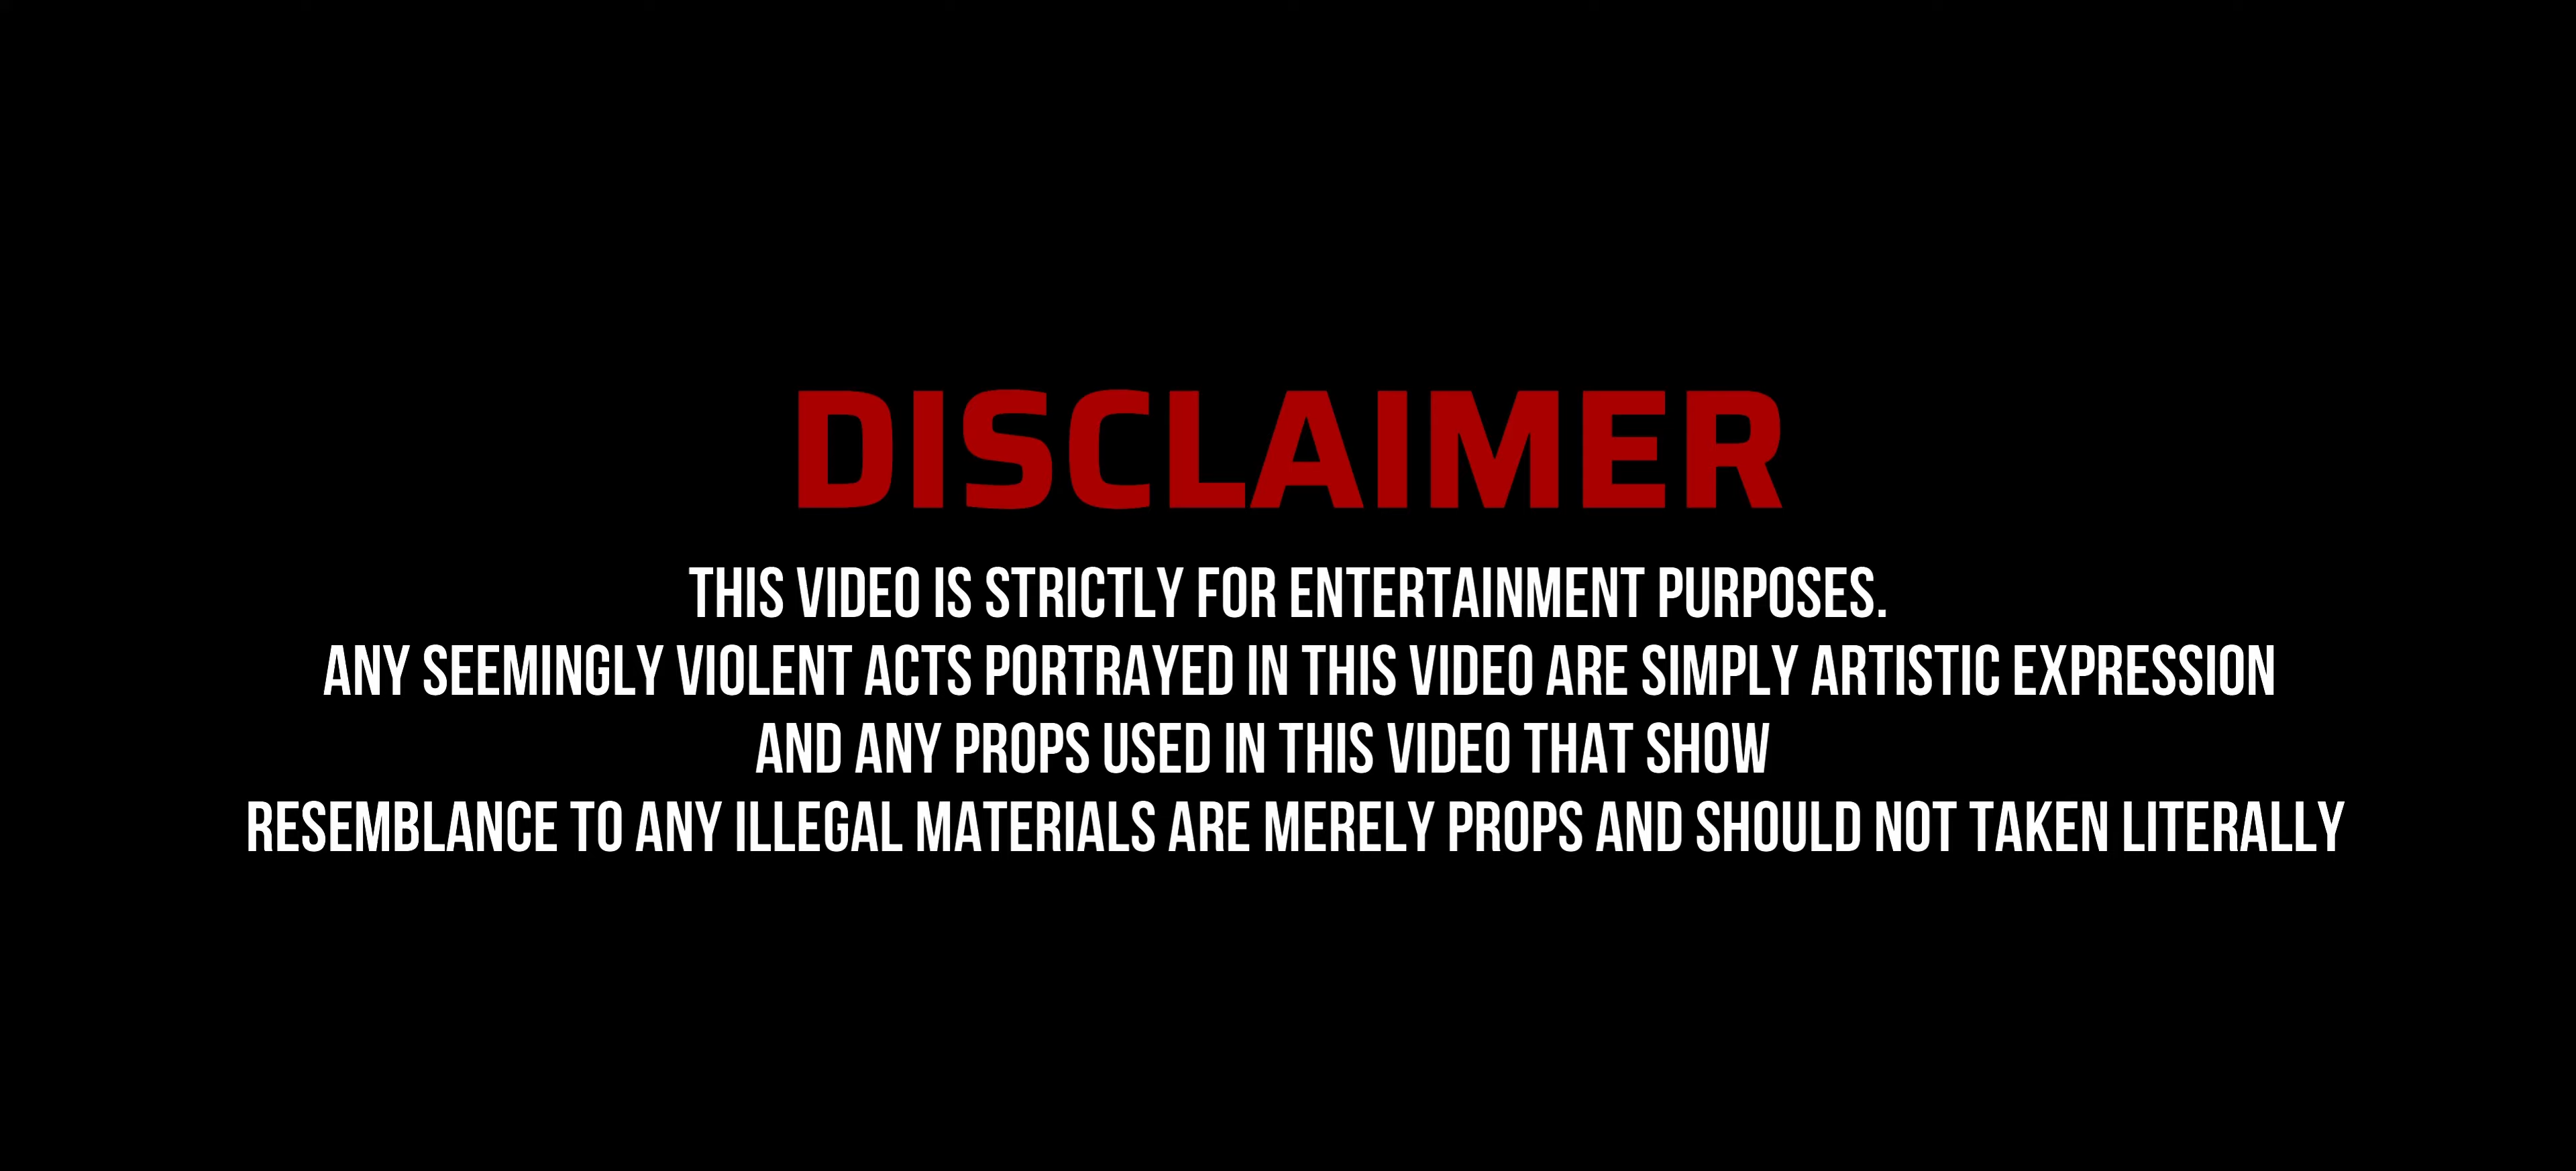 DISCLAIMER
THIS VIDEO IS STRICTLY FOR ENTERTAINMENT PURPOSES.
ANY SEEMINGLY VIOLENT ACTS PORTRAYED IN THIS VIDEO ARE SIMPLY ARTISTIC EXPRESSION
AND ANY PROPS USED IN THIS VIDEO THAT SHOW
RESEMBLANCE TO ANY ILLEGAL MATERIALS ARE MERELY PROPS AND SHOULD NOT TAKEN LITERALLY